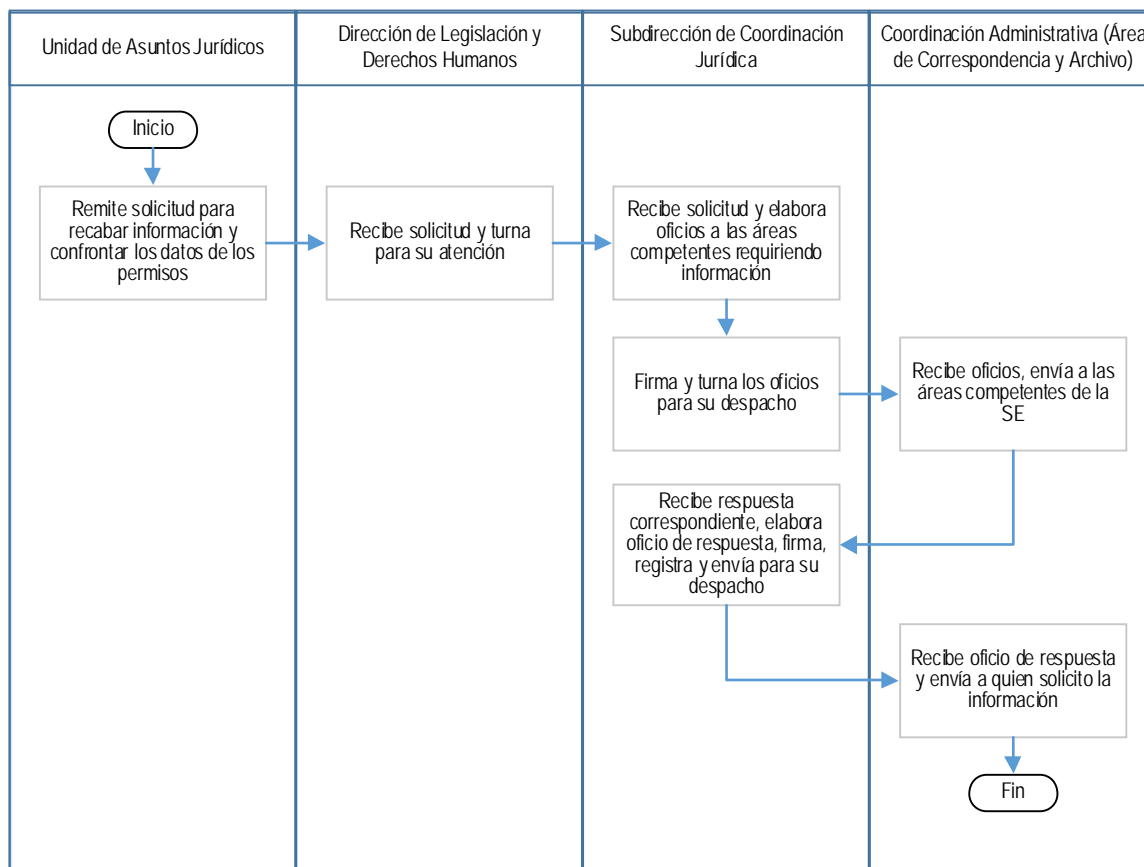 Unidad de Asuntos Jurídicos
Dirección de Legislación y
Derechos Humanos
Subdirección de Coordinación
Jurídica
Coordinación Administrativa (Área
de Correspondencia y Archivo)
Inicio
Remite solicitud para
recabar información y
confrontar los datos de los
permisos
Recibe solicitud y turna
para su atención
Recibe solicitud y elabora
oficios a las áreas
competentes requiriendo
información
Firma y turna los oficios
para su despacho
Recibe oficios, envía a las
áreas competentes de la
SE
Recibe respuesta
correspondiente, elabora
oficio de respuesta, firma,
registra y envía para su
despacho
Recibe oficio de respuesta
y envía a quien solicito la
información
Fin